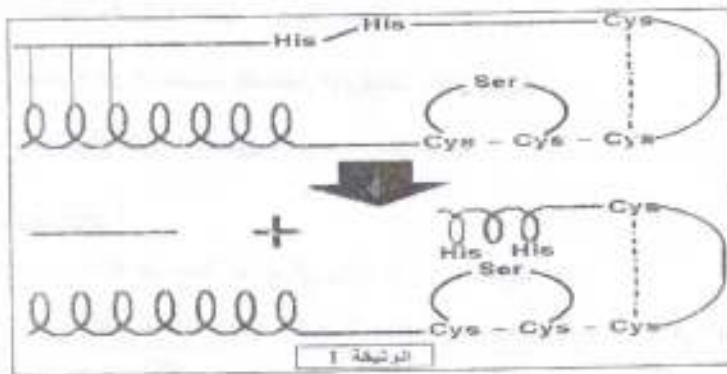 His His Cys
Ser
Cys - Cys - Cys
+
Cys
His His
Ser
Cys - Cys - Cys
الوثيقة 1